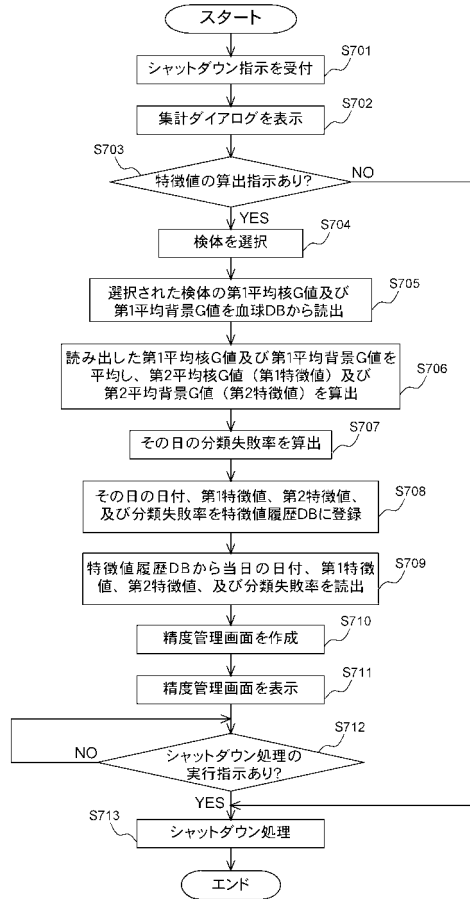 スタート
S701
シャットダウン指示を受付
S702
集計ダイアログを表示
S703
特徴値の算出指示あり?
NO
YES
S704
検体を選択
S705
選択された検体の第1平均核G値及び
第1平均背景G値を血球DBから読出
S706
読み出した第1平均核G値及び第1平均背景G値を
平均し、第2平均核G値（第1特徴値）及び
第2平均背景G値（第2特徴値）を算出
S707
その日の分類失敗率を算出
S708
その日の日付、第1特徴値、第2特徴値、
及び分類失敗率を特徴値履歴DBに登録
S709
特徴値履歴DBから当日の日付、第1特徴
値、第2特徴値、及び分類失敗率を読出
S710
精度管理画面を作成
S711
精度管理画面を表示
S712
シャットダウン処理の
実行指示あり?
NO
YES
S713
シャットダウン処理
エンド